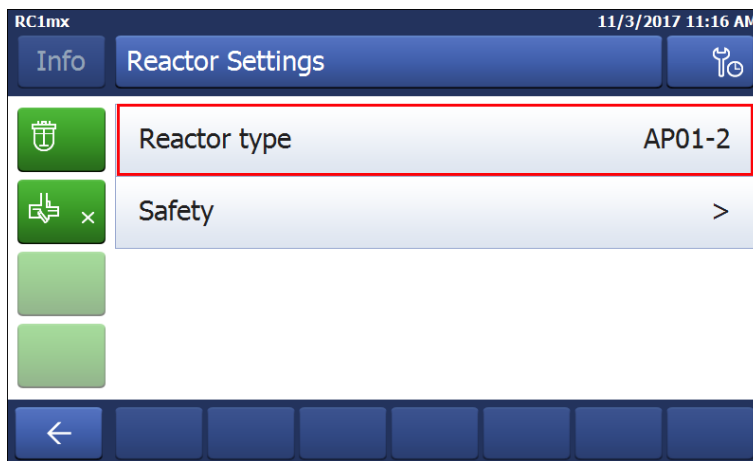 RC1mx 11/3/2017 11:16 AM
Info Reactor Settings
Reactor type AP01-2
Safety >